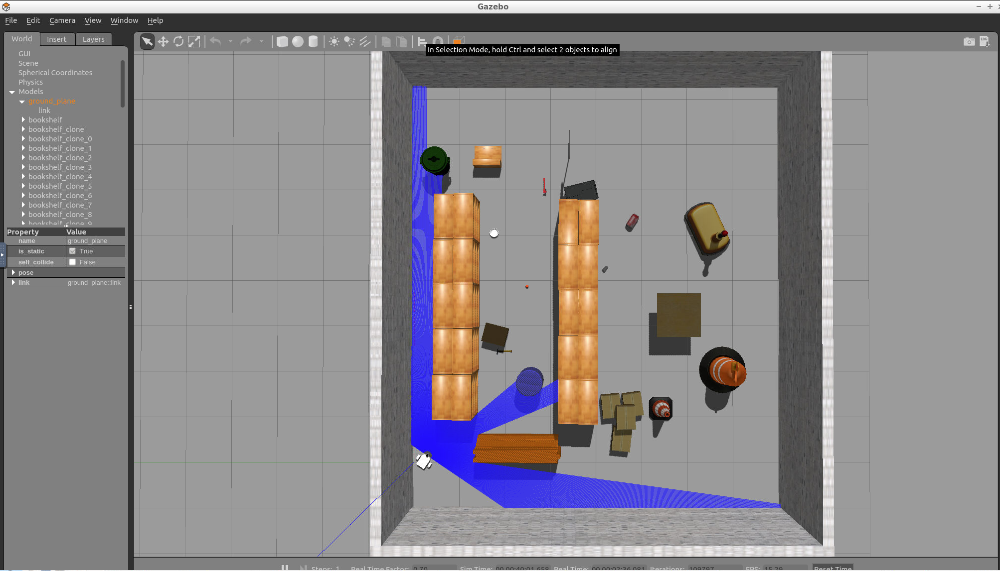 Gazebo
File Edit Camera View Window Help
World Insert Layers
In Selection Mode, hold Ctrl and select 2 objects to align
GUI
Scene
Spherical Coordinates
Physics
Models
ground_plane
link
bookshelf
bookshelf_clone
bookshelf_clone_0
bookshelf_clone_1
bookshelf_clone_2
bookshelf_clone_3
bookshelf_clone_4
bookshelf_clone_5
bookshelf_clone_6
bookshelf_clone_7
bookshelf_clone_8
bookshelf_clone_9
Property Value
name ground_plane
is_static True
self_collide False
pose
link ground_plane::link
Steps: 1 Real Time Factor: 0.70 Sim Time: 00 00:40:01.658 Real Time: 00 00:02:36.081 Iterations: 109797 FPS: 15.29 Reset Time
LOG